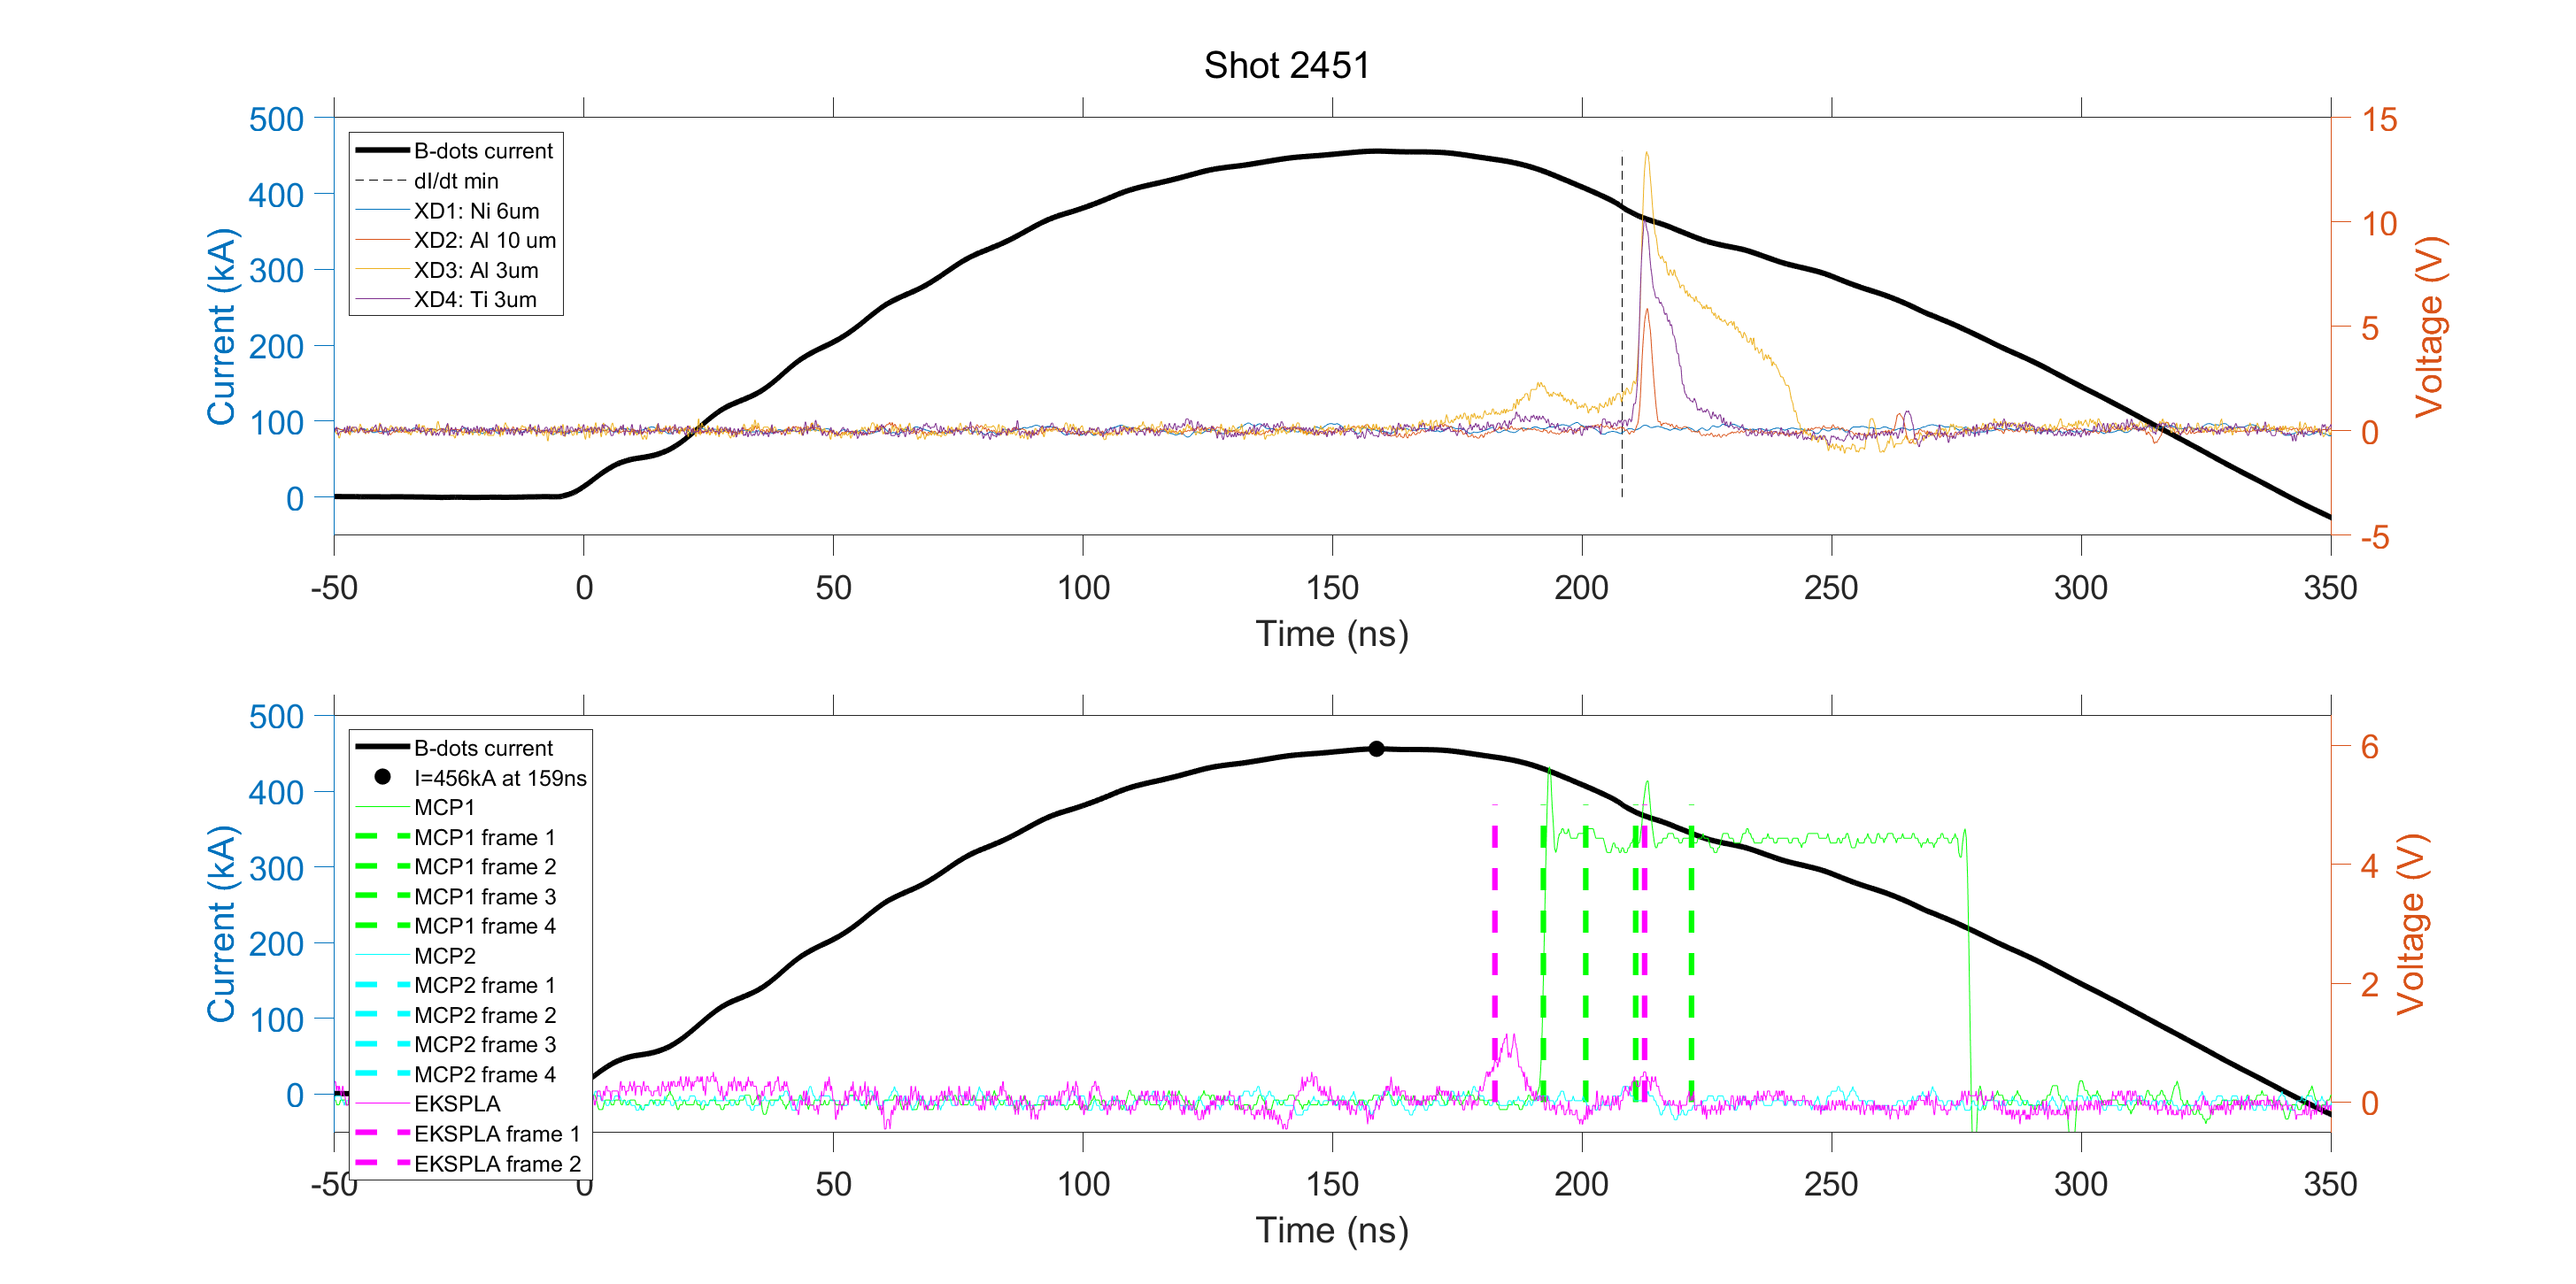 Shot 2451
500
400
300
200
100
0
Current (kA)
B-dots current
dI/dt min
XD1: Ni 6um
XD2: Al 10 um
XD3: Al 3um
XD4: Ti 3um
15
10
5
0
-5
Voltage (V)
-50 0 50 100 150 200 250 300 350
Time (ns)
500
400
300
200
100
0
Current (kA)
B-dots current
I=456kA at 159ns
MCP1
MCP1 frame 1
MCP1 frame 2
MCP1 frame 3
MCP1 frame 4
MCP2
MCP2 frame 1
MCP2 frame 2
MCP2 frame 3
MCP2 frame 4
EKSPLA
EKSPLA frame 1
EKSPLA frame 2
6
4
2
0
Voltage (V)
-50 0 50 100 150 200 250 300 350
Time (ns)